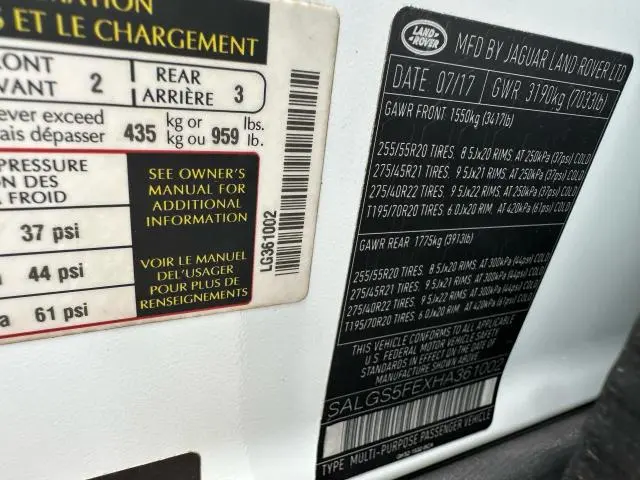 RATION
S ET LE CHARGEMENT
RONT
VANT 2
REAR
ARRIÈRE 3
ever exceed
ais dépasser 435 kg or
kg ou 959 lbs.
lb.
PRESSURE
ON DES
A FROID
37 psi
44 psi
a 61 psi
SEE OWNER'S
MANUAL FOR
ADDITIONAL
INFORMATION
VOIR LE MANUEL
DE L'USAGER
POUR PLUS DE
RENSEIGNEMENTS
LG361002
LAND
ROVER
MFD BY JAGUAR LAND ROVER LTD
DATE 07/17 GWR 3190kg (7033lb)
GAWR FRONT 1550kg (3417lb)
255/55R20 TIRES. 8.5Jx20 RIMS. AT 250kPa (37psi) COLD
275/45R21 TIRES. 9.5Jx21 RIMS. AT 250kPa (37psi) COLD
275/40R22 TIRES. 9.5Jx22 RIMS. AT 250kPa (37psi) COLD
T195/70R20 TIRES. 6.0Jx20 RIMS. AT 420kPa (61psi) COLD
GAWR REAR 1775kg (3913lb)
255/55R20 TIRES. 8.5Jx20 RIMS. AT 300kPa (44psi) COLD
275/45R21 TIRES. 9.5Jx21 RIMS. AT 300kPa (44psi) COLD
275/40R22 TIRES. 9.5Jx22 RIMS. AT 300kPa (44psi) COLD
T195/70R20 TIRES. 6.0Jx20 RIM. AT 420kPa (61psi) COLD
THIS VEHICLE CONFORMS TO ALL APPLICABLE
U.S. FEDERAL MOTOR VEHICLE SAFETY
AND THEFT PREVENTION STANDARDS IN
EFFECT ON THE DATE OF MANUFACTURE
SHOWN ABOVE.
SALGS5FEXHA361002
TYPE MULTI-PURPOSE PASSENGER VEHICLE